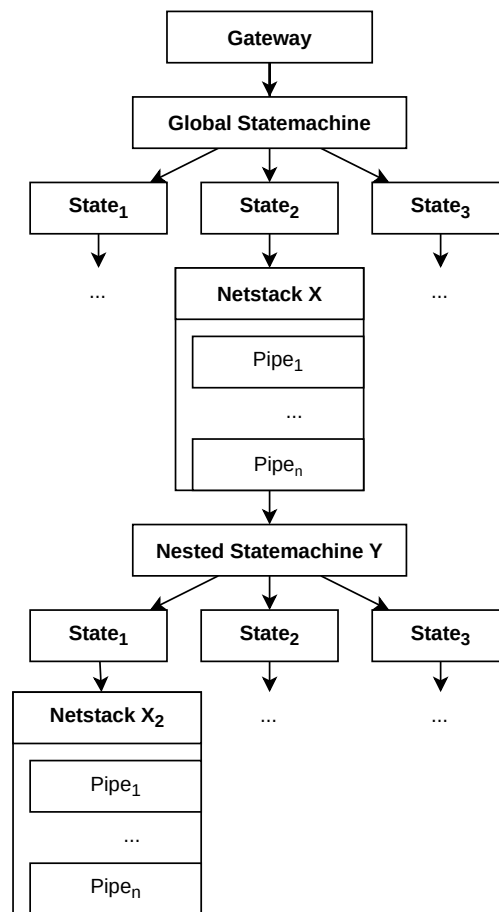 Gateway
Global Statemachine
State₁ State₂ State₃
... ...
Netstack X
Pipe₁
...
Pipeₙ
Nested Statemachine Y
State₁ State₂ State₃
... ...
Netstack X₂
Pipe₁
...
Pipeₙ